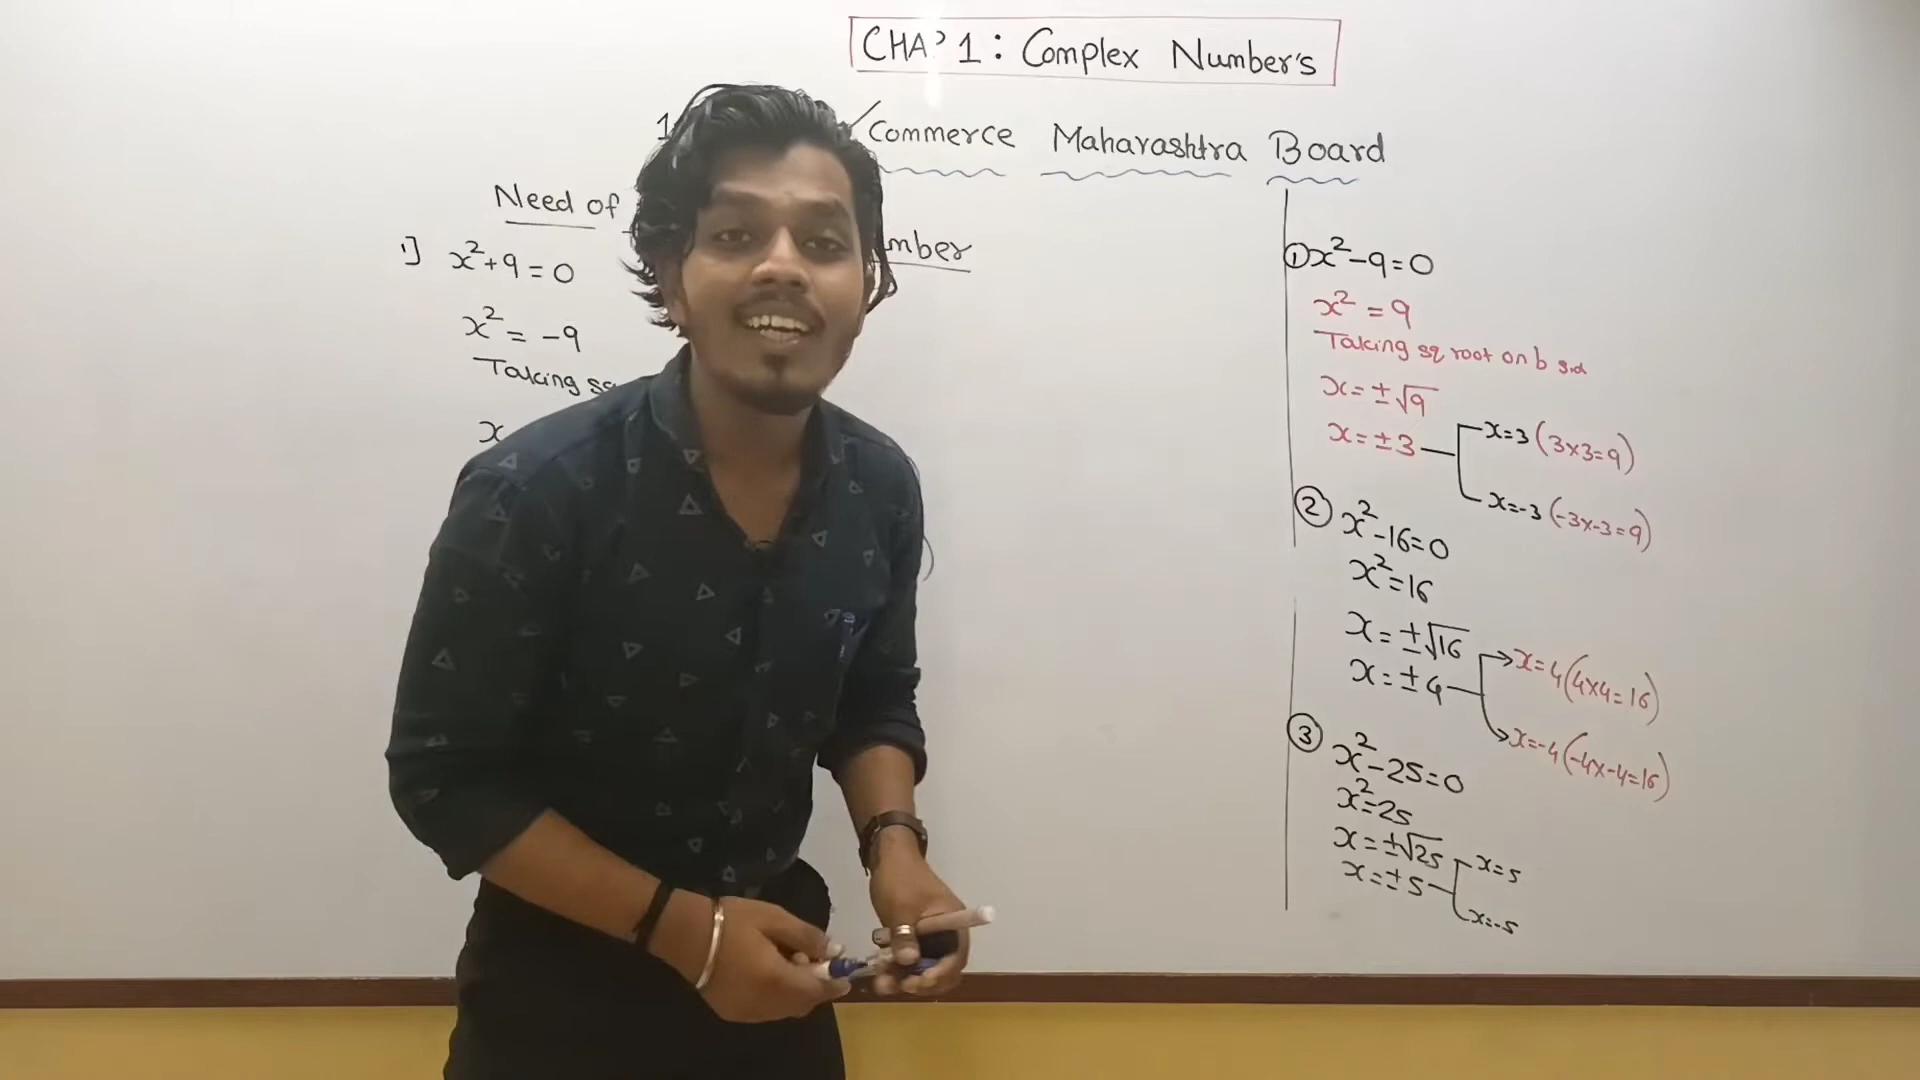 CHAP 1 : Complex Number's
Commerce Maharashtra Board
Need of
mber
1] x²+9=0
x² = -9
Taking sq
x
① x²-9=0
x² = 9
Taking sq root on b sid
x=±√9
x=±3
x=3 (3x3=9)
x=-3 (-3x-3=9)
② x²-16=0
x²=16
x=±√16
x=±4
x=4 (4x4=16)
x=-4 (-4x-4=16)
③ x²-25=0
x²=25
x=±√25
x=±5
x=5
x=-5